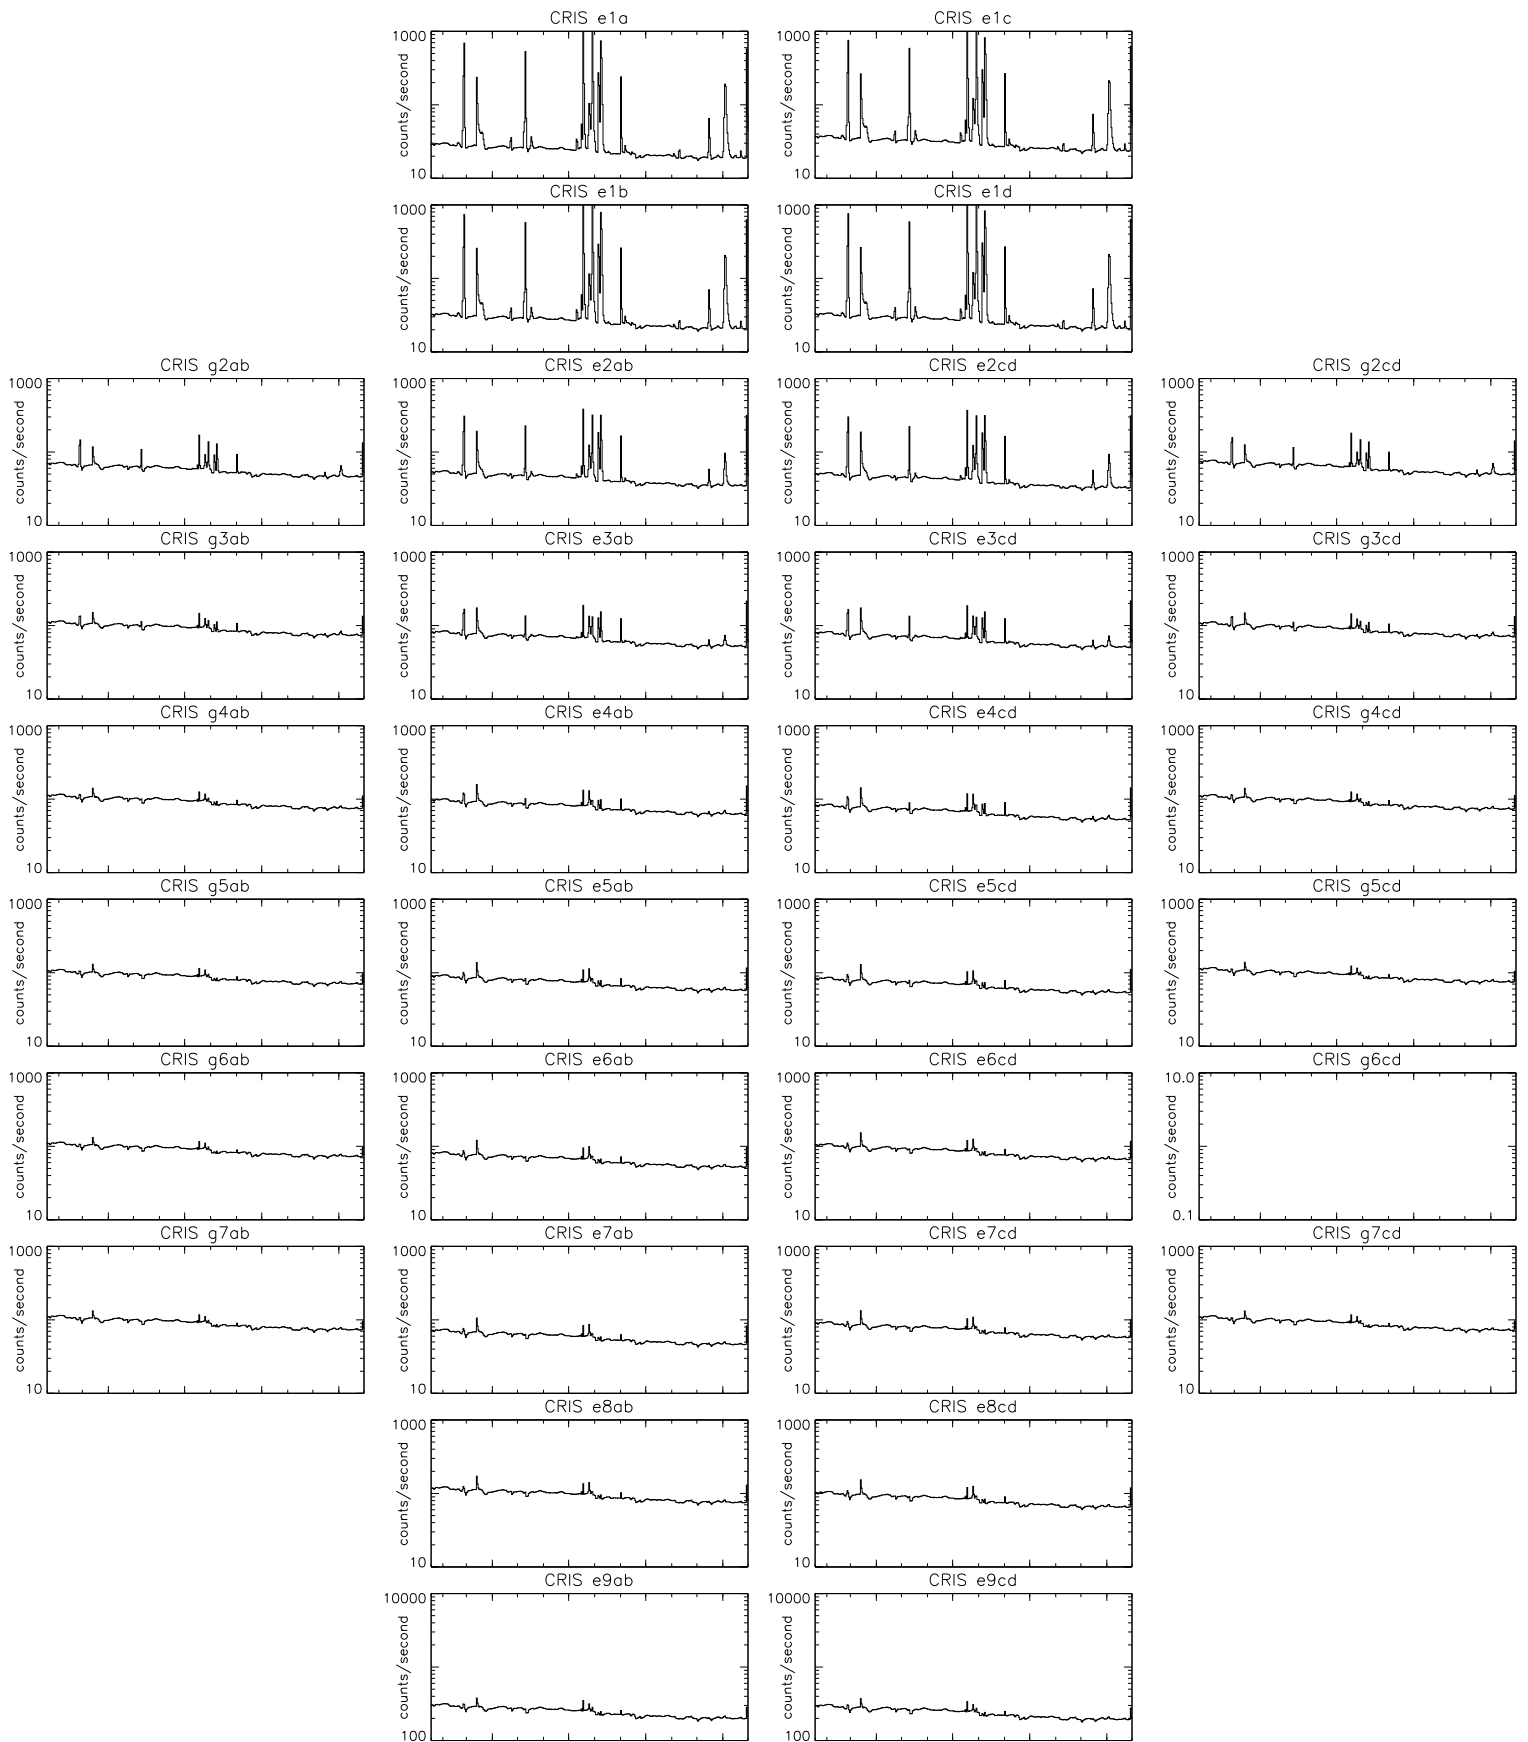 CRIS e1a
CRIS e1c
1000
counts/second
10
1000
counts/second
10
CRIS e1b
CRIS e1d
1000
counts/second
10
1000
counts/second
10
CRIS g2ab
CRIS e2ab
CRIS e2cd
CRIS g2cd
1000
counts/second
10
1000
counts/second
10
1000
counts/second
10
1000
counts/second
10
CRIS g3ab
CRIS e3ab
CRIS e3cd
CRIS g3cd
1000
counts/second
10
1000
counts/second
10
1000
counts/second
10
1000
counts/second
10
CRIS g4ab
CRIS e4ab
CRIS e4cd
CRIS g4cd
1000
counts/second
10
1000
counts/second
10
1000
counts/second
10
1000
counts/second
10
CRIS g5ab
CRIS e5ab
CRIS e5cd
CRIS g5cd
1000
counts/second
10
1000
counts/second
10
1000
counts/second
10
1000
counts/second
10
CRIS g6ab
CRIS e6ab
CRIS e6cd
CRIS g6cd
1000
counts/second
10
1000
counts/second
10
1000
counts/second
10
10.0
counts/second
0.1
CRIS g7ab
CRIS e7ab
CRIS e7cd
CRIS g7cd
1000
counts/second
10
1000
counts/second
10
1000
counts/second
10
1000
counts/second
10
CRIS e8ab
CRIS e8cd
1000
counts/second
10
1000
counts/second
10
CRIS e9ab
CRIS e9cd
10000
counts/second
100
10000
counts/second
100